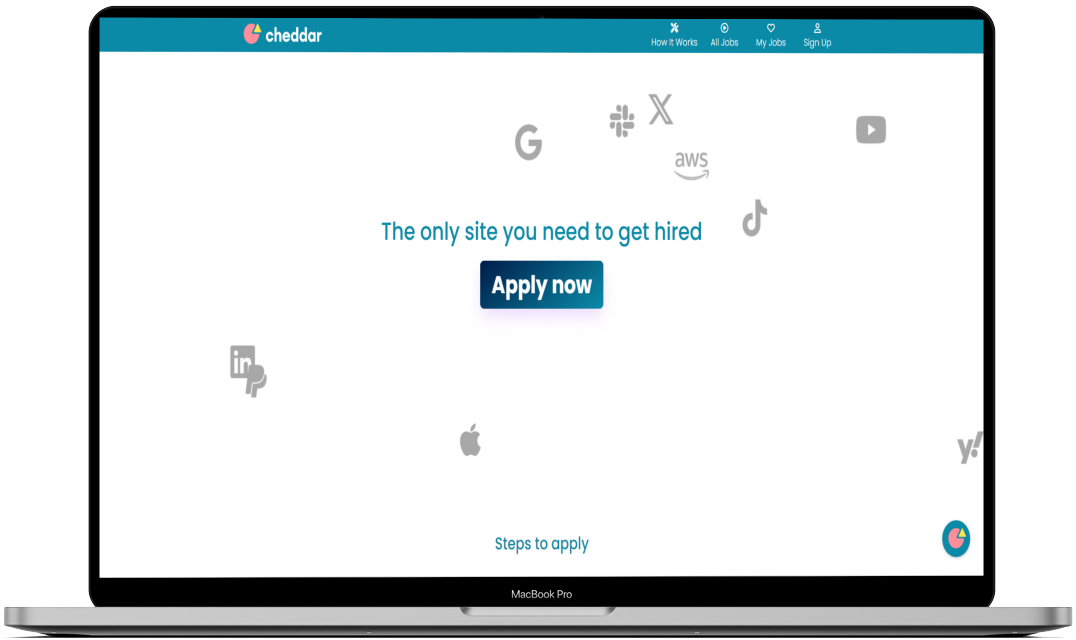 cheddar
How It Works
All Jobs
My Jobs
Sign Up
G
X
aws
The only site you need to get hired
Apply now
in
P
y!
Steps to apply
MacBook Pro